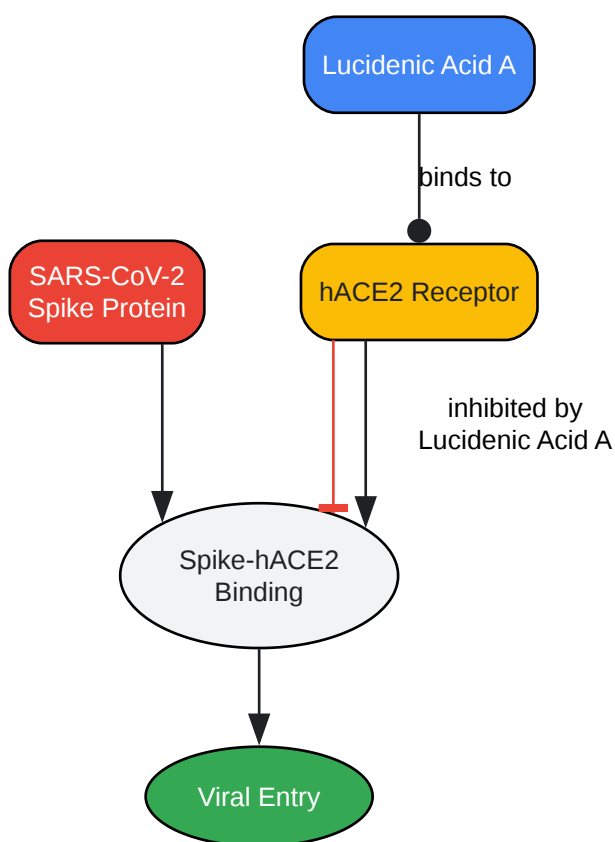 Lucidenic Acid A
binds to
SARS-CoV-2
Spike Protein
hACE2 Receptor
inhibited by
Lucidenic Acid A
Spike-hACE2
Binding
Viral Entry